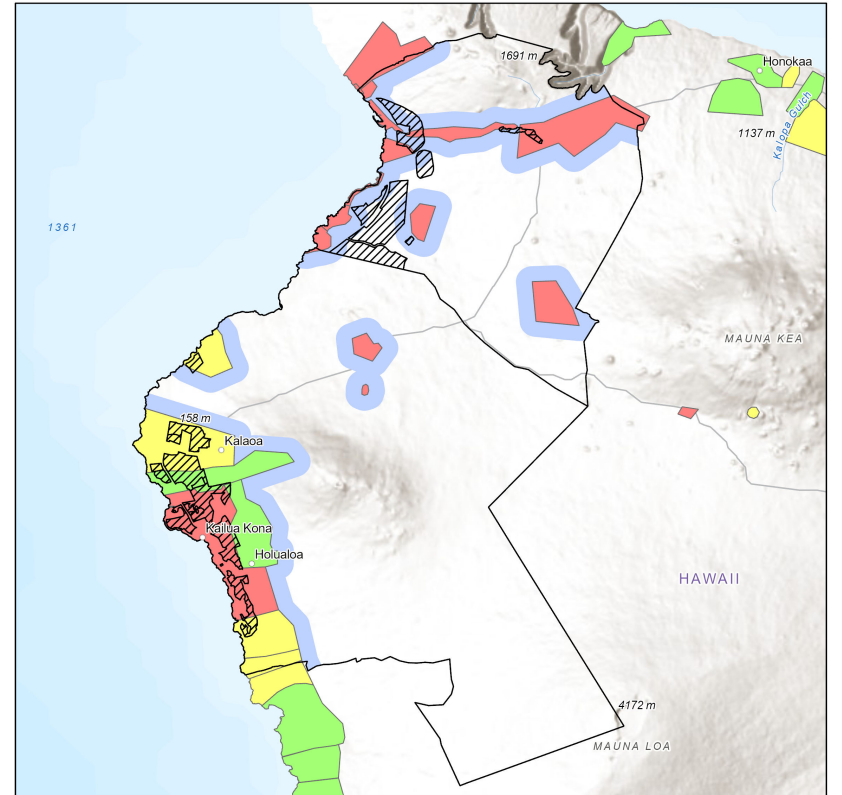 1691 m
Honokaa
Kalopa Gulch
1137 m
1361
MAUNA KEA
158 m
Kalaoa
Kailua Kona
Holualoa
HAWAII
4172 m
MAUNA LOA